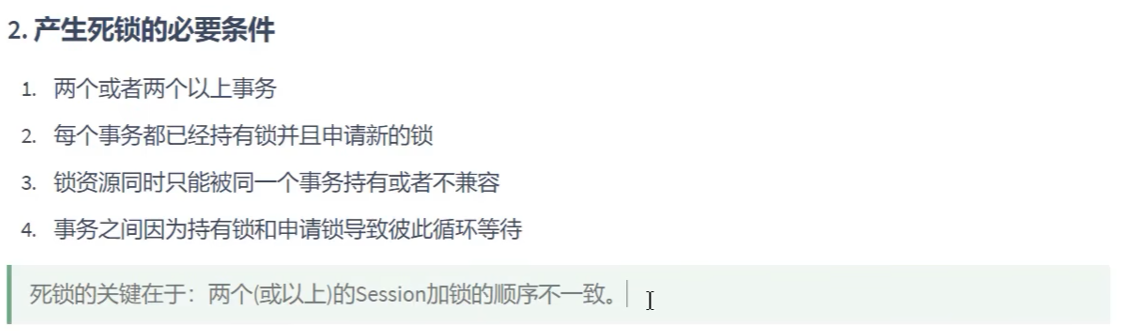 2. 产生死锁的必要条件
1. 两个或者两个以上事务
2. 每个事务都已经持有锁并且申请新的锁
3. 锁资源同时只能被同一个事务持有或者不兼容
4. 事务之间因为持有锁和申请锁导致彼此循环等待
死锁的关键在于：两个(或以上)的Session加锁的顺序不一致。